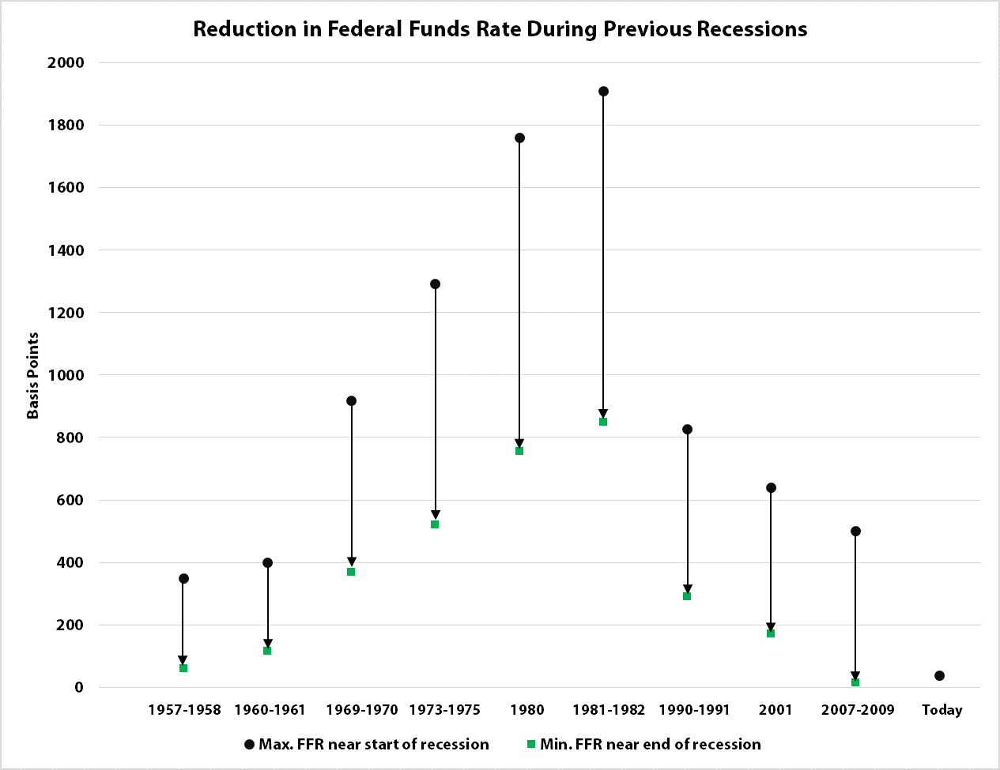 Reduction in Federal Funds Rate During Previous Recessions
2000
1800
1600
1400
1200
1000
800
600
400
200
0
Basis Points
1957-1958 1960-1961 1969-1970 1973-1975 1980 1981-1982 1990-1991 2001 2007-2009 Today
Max. FFR near start of recession Min. FFR near end of recession